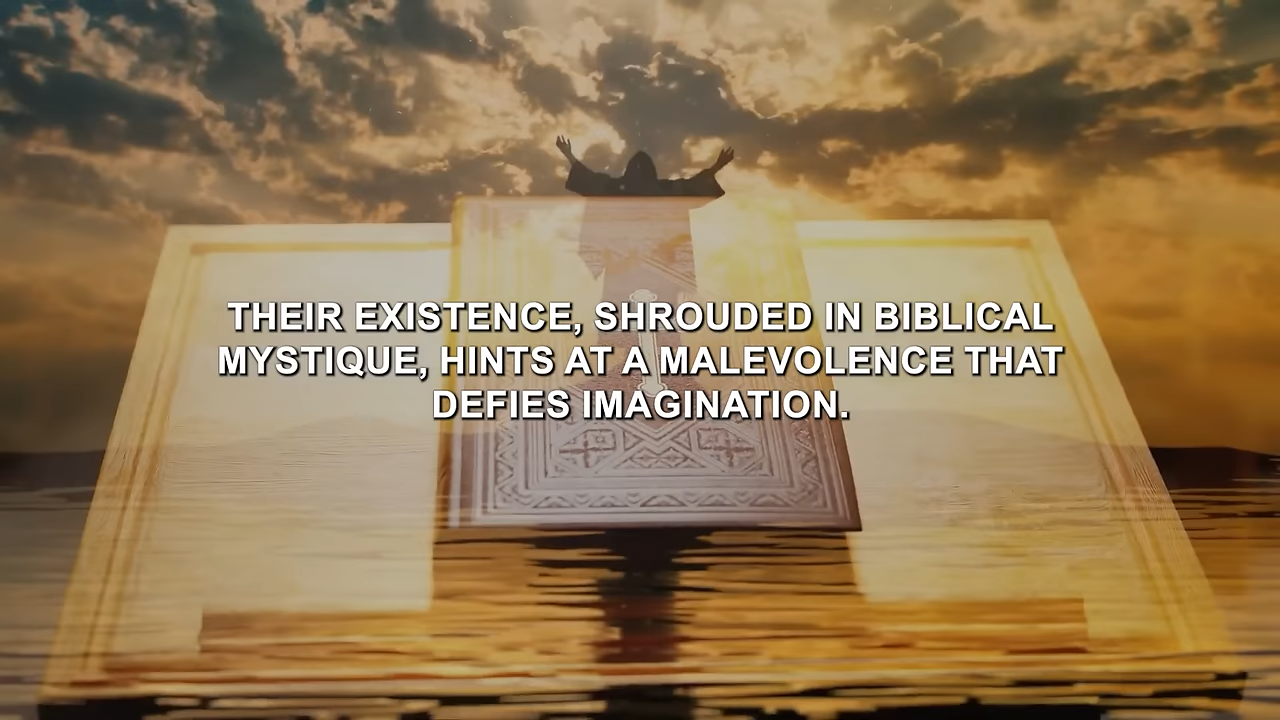 THEIR EXISTENCE, SHROUDED IN BIBLICAL
MYSTIQUE, HINTS AT A MALEVOLENCE THAT
DEFIES IMAGINATION.